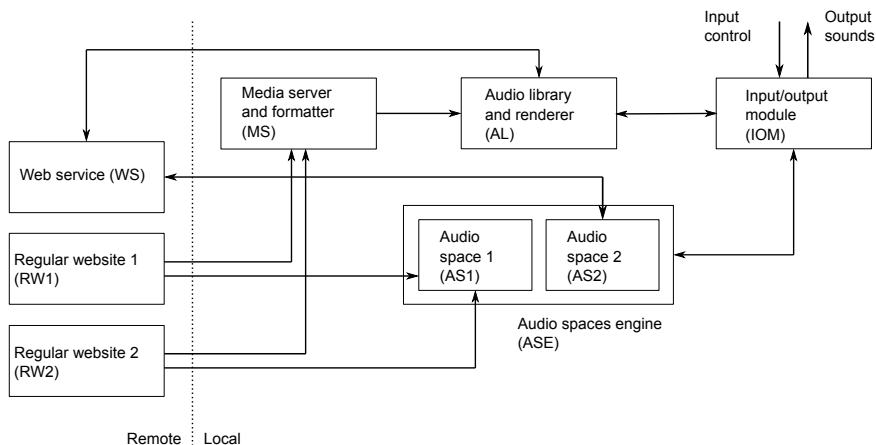 Input
control
Output
sounds
Media server
and formatter
(MS)
Audio library
and renderer
(AL)
Input/output
module
(IOM)
Web service (WS)
Regular website 1
(RW1)
Audio
space 1
(AS1)
Audio
space 2
(AS2)
Regular website 2
(RW2)
Audio spaces engine
(ASE)
Remote
Local